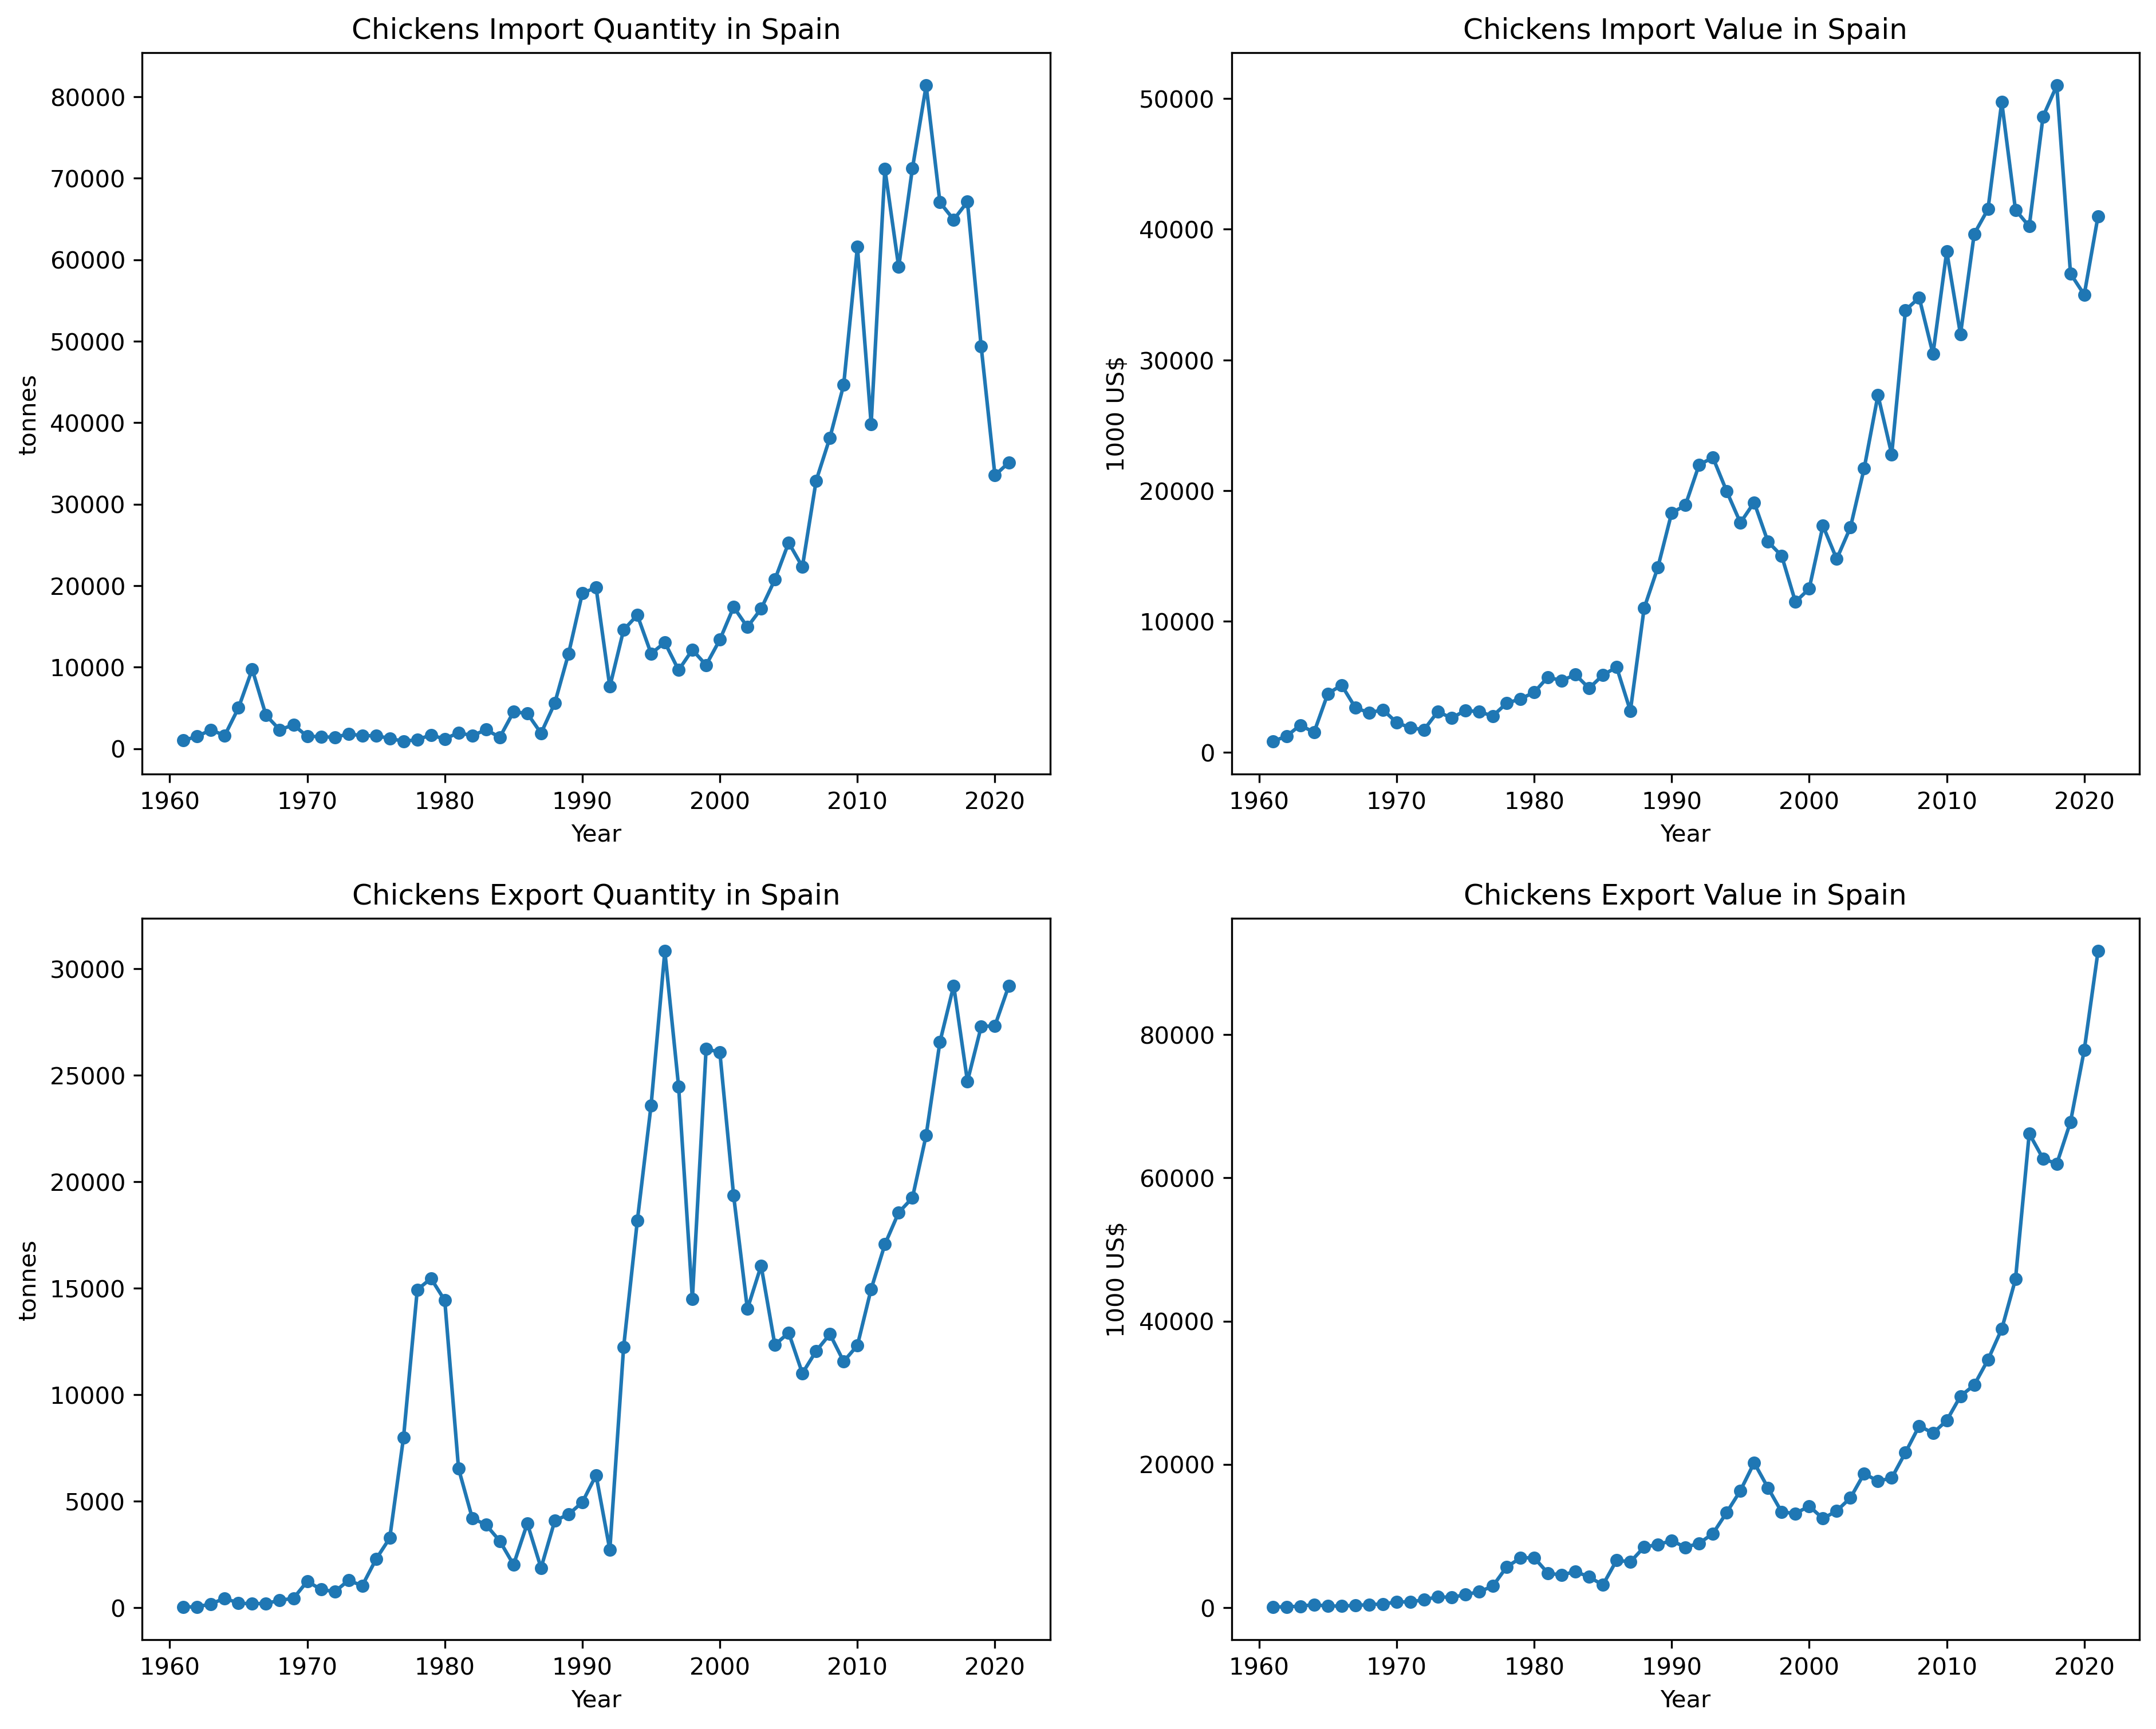 Chickens Import Quantity in Spain
80000
70000
60000
50000
40000
30000
20000
10000
0
tonnes
1960 1970 1980 1990 2000 2010 2020
Year
Chickens Import Value in Spain
50000
40000
30000
20000
10000
0
1000 US$
1960 1970 1980 1990 2000 2010 2020
Year
Chickens Export Quantity in Spain
30000
25000
20000
15000
10000
5000
0
tonnes
1960 1970 1980 1990 2000 2010 2020
Year
Chickens Export Value in Spain
80000
60000
40000
20000
0
1000 US$
1960 1970 1980 1990 2000 2010 2020
Year